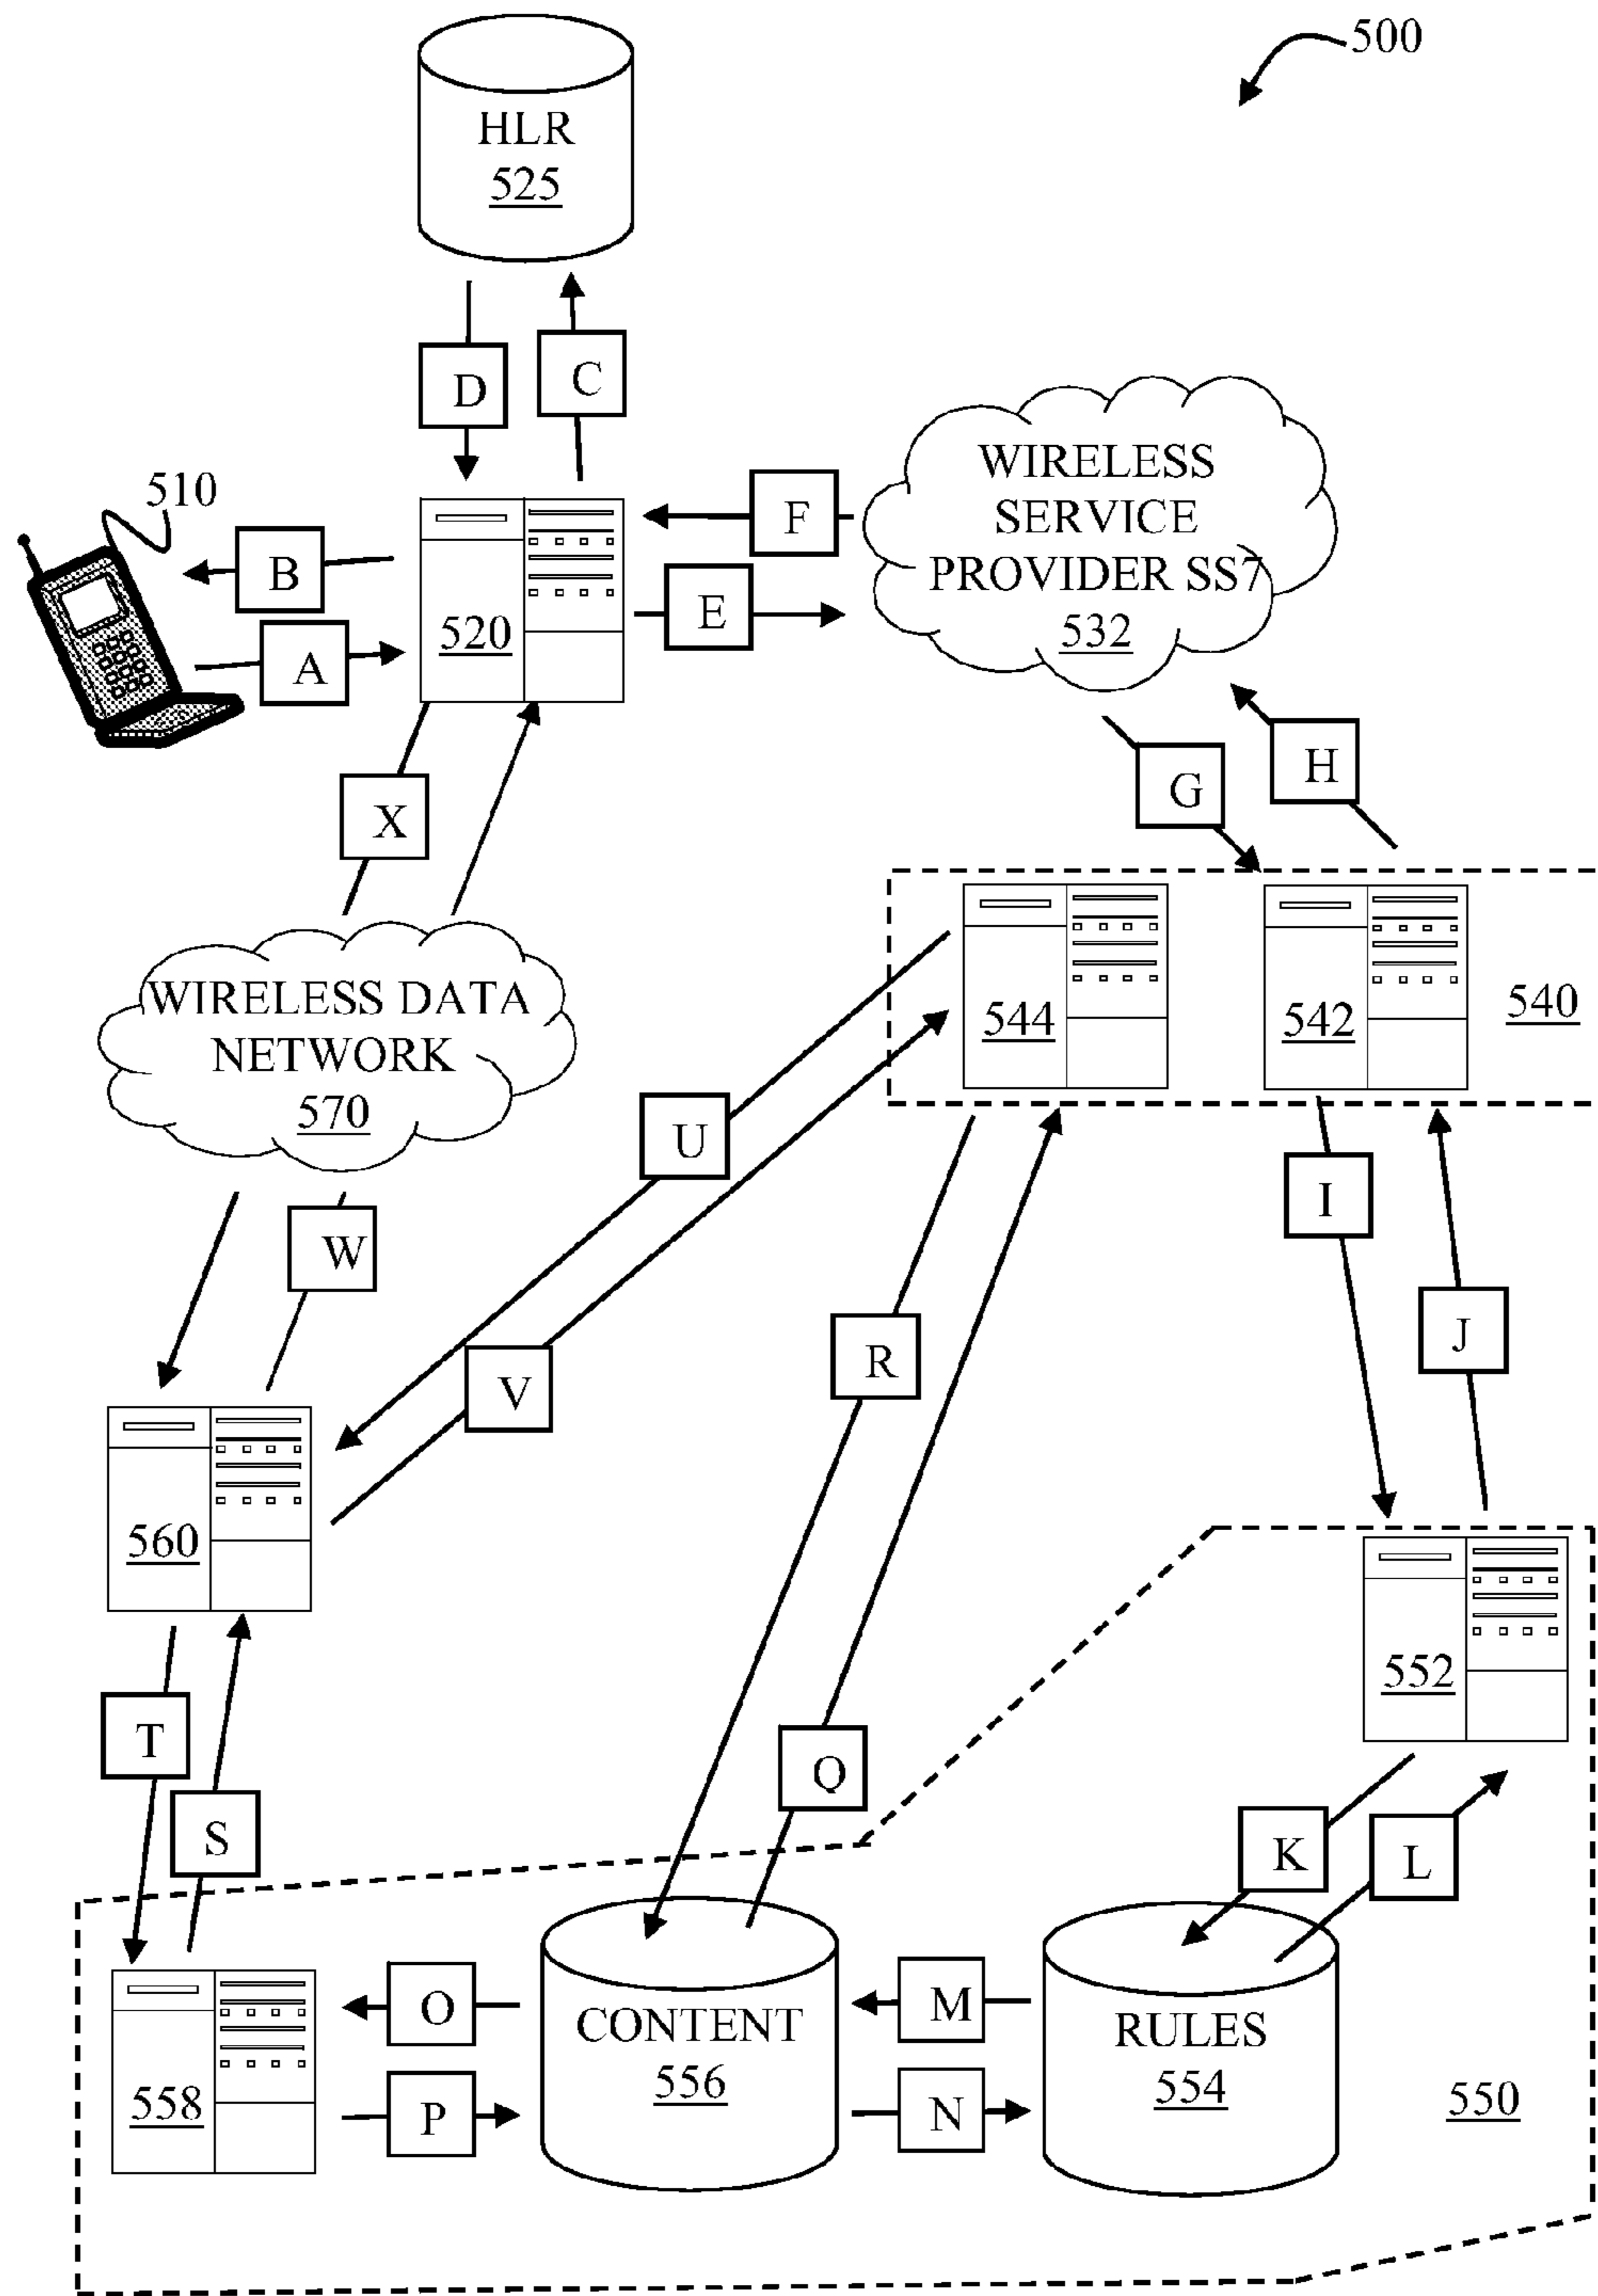 500
HLR
525
D
C
510
WIRELESS
SERVICE
PROVIDER SS7
532
F
B
E
520
A
H
G
X
WIRELESS DATA
NETWORK
570
544
542
540
U
I
W
J
R
V
560
552
T
Q
S
K
L
O
M
CONTENT
556
RULES
554
558
P
N
550